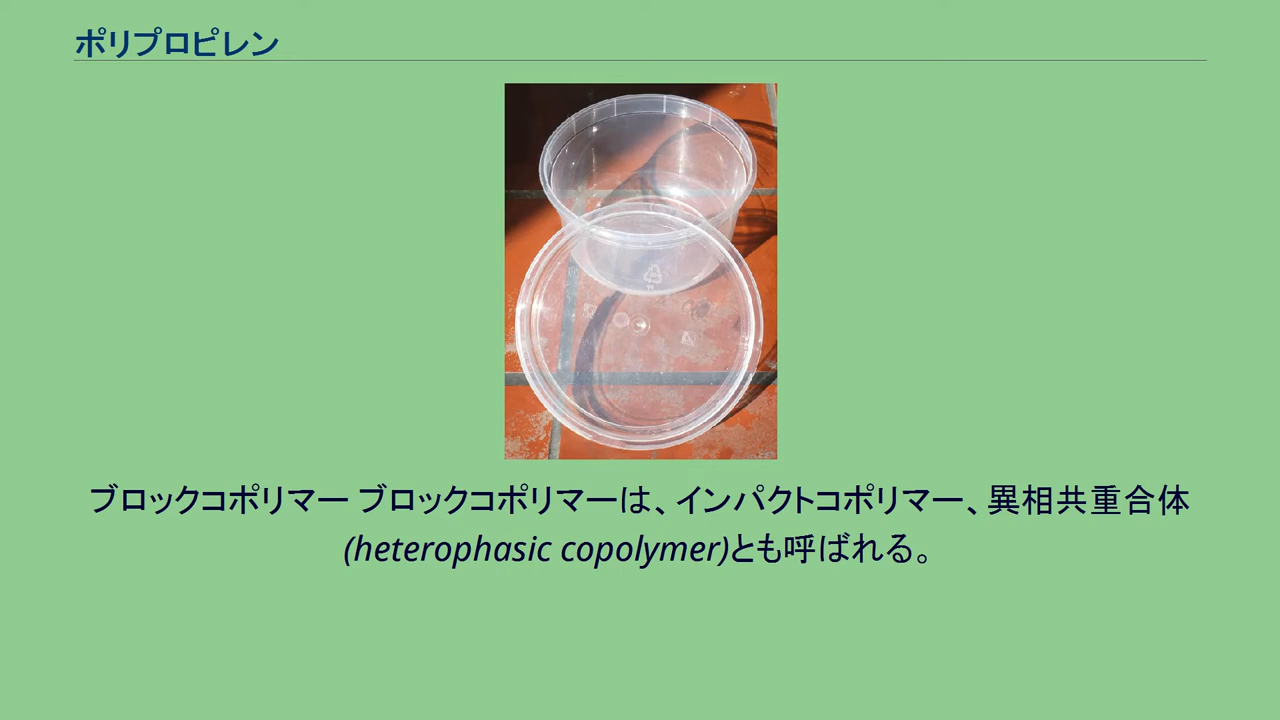 ポリプロピレン
ブロックコポリマー ブロックコポリマーは、インパクトコポリマー、異相共重合体
(heterophasic copolymer)とも呼ばれる。